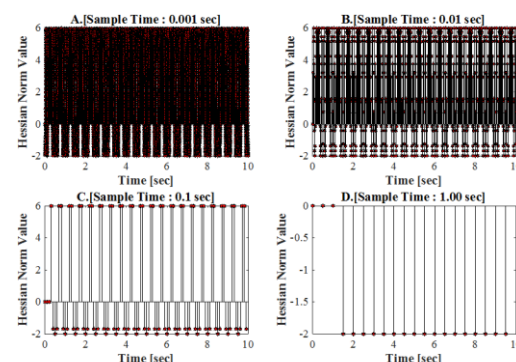 A.[Sample Time : 0.001 sec]
Hessian Norm Value
6
4
2
0
-2
0 2 4 6 8 10
Time [sec]
B.[Sample Time : 0.01 sec]
Hessian Norm Value
6
4
2
0
-2
0 2 4 6 8 10
Time [sec]
C.[Sample Time : 0.1 sec]
Hessian Norm Value
6
4
2
0
-2
0 2 4 6 8 10
Time [sec]
D.[Sample Time : 1.00 sec]
Hessian Norm Value
0
-0.5
-1
-1.5
-2
0 2 4 6 8 10
Time [sec]